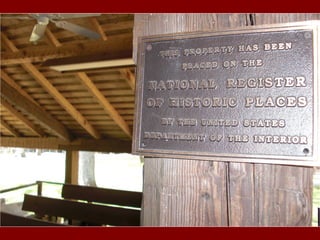 THIS PROPERTY HAS BEEN
PLACED ON THE
NATIONAL REGISTER
OF HISTORIC PLACES
BY THE UNITED STATES
DEPARTMENT OF THE INTERIOR